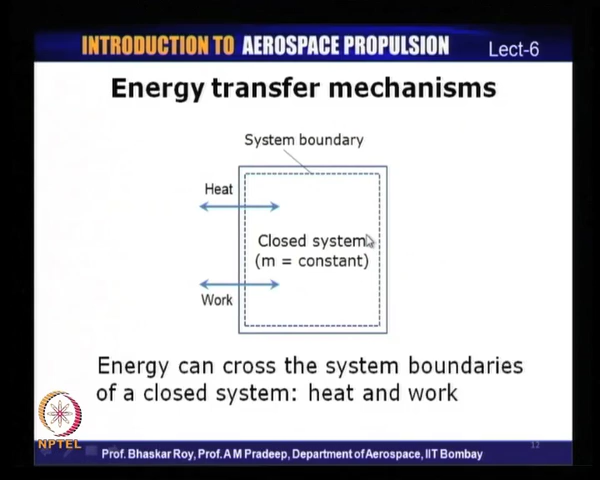 INTRODUCTION TO AEROSPACE PROPULSION Lect-6
Energy transfer mechanisms
System boundary
Heat
Closed system
(m = constant)
Work
Energy can cross the system boundaries
of a closed system: heat and work
NPTEL
12
Prof. Bhaskar Roy, Prof. A M Pradeep, Department of Aerospace, IIT Bombay